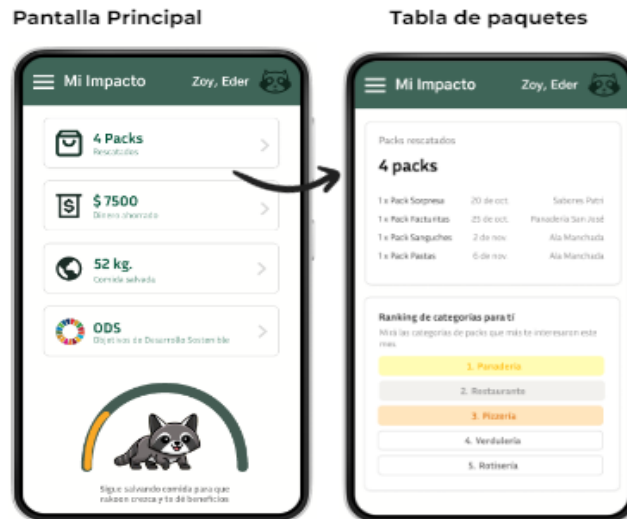 Pantalla Principal
Tabla de paquetes
Mi Impacto
Zoy, Eder
4 Packs
Rescatados
$ 7500
Dinero ahorrado
52 kg.
Comida salvada
ODS
Objetivos de Desarrollo Sostenible
Sigue salvando comida para que
crezca y te dé beneficios
Mi Impacto
Zoy, Eder
Packs rescatados
4 packs
1 x Pack Sorpresa 20 de oct. Sabores Patri
1 x Pack Facturitas 25 de oct. Panadería San José
1 x Pack Sanguches 2 de nov. Ala Manchada
1 x Pack Pastas 6 de nov. Ala Manchada
Ranking de categorías para tí
Mirá las categorías de packs que más te interesaron este
mes.
1. Panadería
2. Restaurante
3. Pizzería
4. Verdulería
5. Rotisería